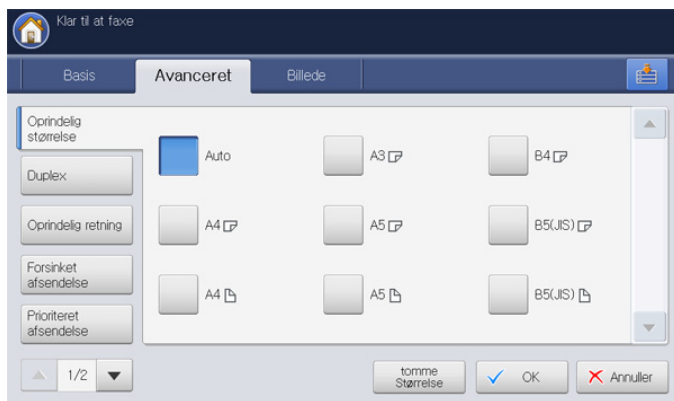 Klar til at faxe
Basis
Avanceret
Billede
Oprindelig
størrelse
Duplex
Oprindelig retning
Forsinket
afsendelse
Prioriteret
afsendelse
Auto
A3
B4
A4
A5
B5(JIS)
A4
A5
B5(JIS)
1/2
tomme
Størrelse
OK
Annuller